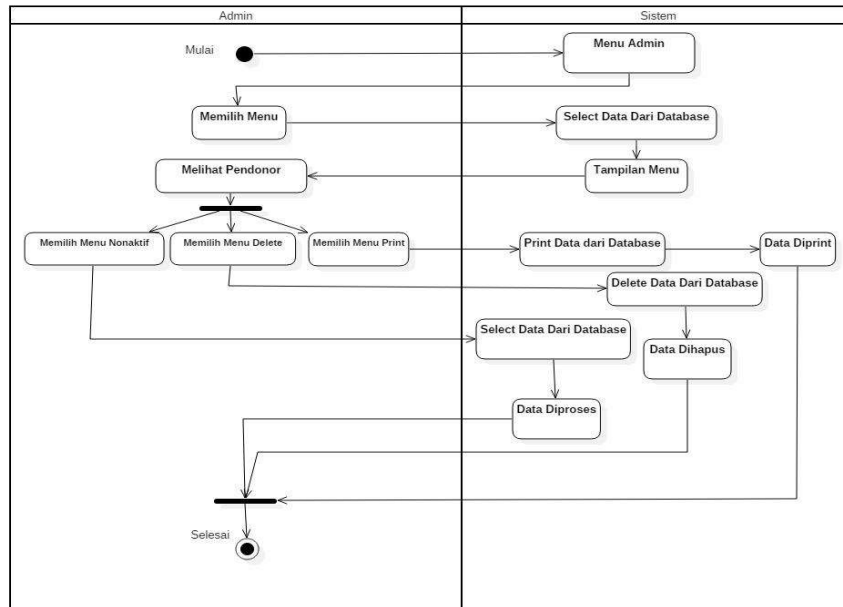 Admin
Sistem
Mulai
Menu Admin
Memilih Menu
Select Data Dari Database
Melihat Pendonor
Tampilan Menu
Memilih Menu Nonaktif
Memilih Menu Delete
Memilih Menu Print
Print Data dari Database
Data Diprint
Delete Data Dari Database
Select Data Dari Database
Data Dihapus
Data Diproses
Selesai